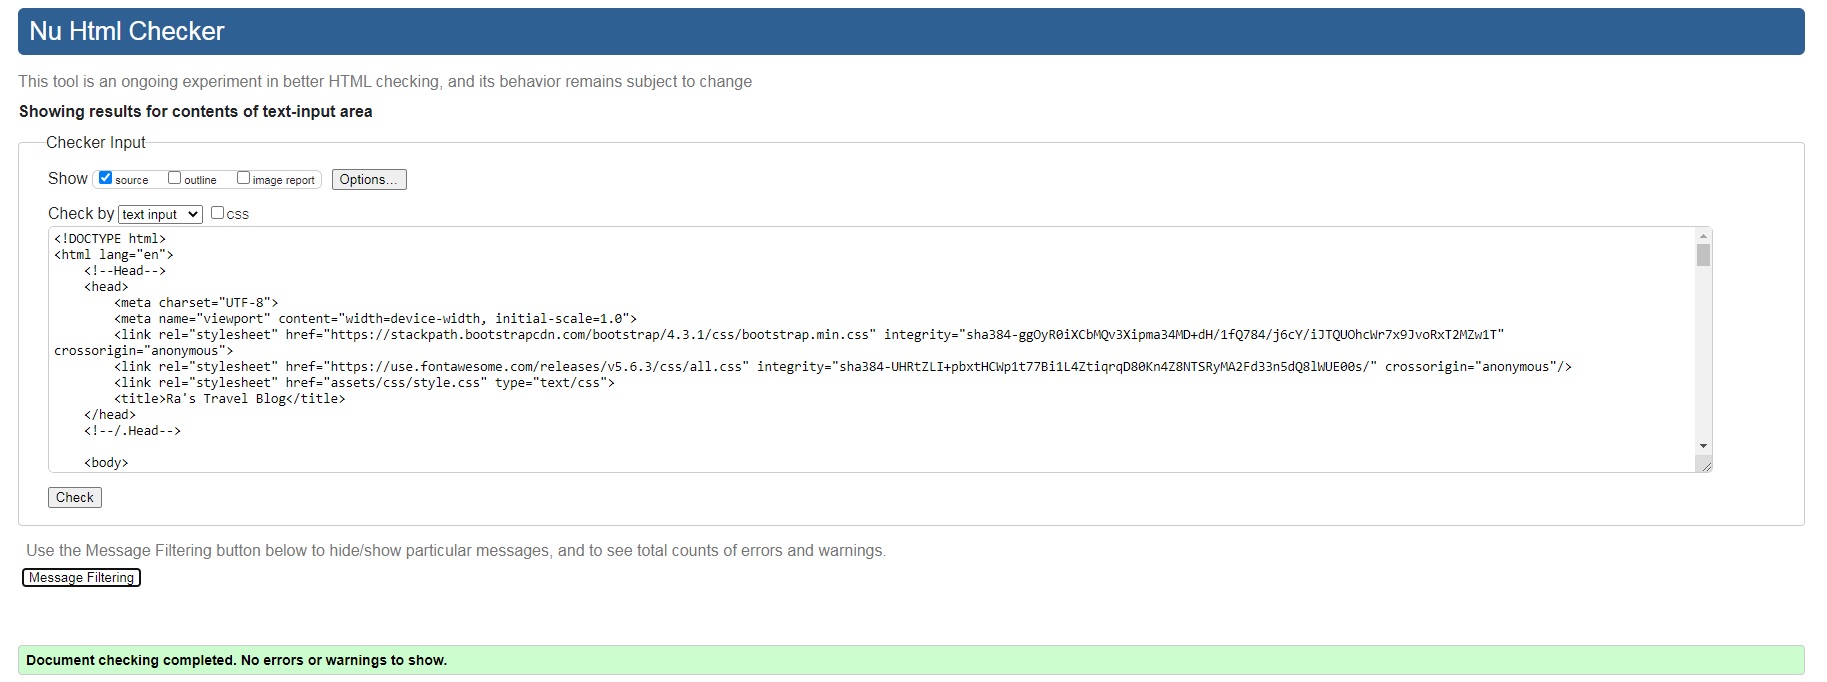 Nu Html Checker
This tool is an ongoing experiment in better HTML checking, and its behavior remains subject to change
Showing results for contents of text-input area
Checker Input
Show source outline image report Options...
Check by text input css
<!DOCTYPE html>
<html lang="en">
    <!--Head-->
    <head>
        <meta charset="UTF-8">
        <meta name="viewport" content="width=device-width, initial-scale=1.0">
        <link rel="stylesheet" href="https://stackpath.bootstrapcdn.com/bootstrap/4.3.1/css/bootstrap.min.css" integrity="sha384-ggOyR0iXCbMQv3Xipma34MD+dH/1fQ784/j6cY/iJTQUOhcWr7x9JvoRxT2MZw1T"
crossorigin="anonymous">
        <link rel="stylesheet" href="https://use.fontawesome.com/releases/v5.6.3/css/all.css" integrity="sha384-UHRtZLI+pbxtHCWp1t77Bi1L4ZtiqrqD80Kn4Z8NTSRyMA2Fd33n5dQ8lWUE00s/" crossorigin="anonymous"/>
        <link rel="stylesheet" href="assets/css/style.css" type="text/css">
        <title>Ra's Travel Blog</title>
    </head>
    <!--/.Head-->
    <body>
Check
Use the Message Filtering button below to hide/show particular messages, and to see total counts of errors and warnings.
Message Filtering
Document checking completed. No errors or warnings to show.